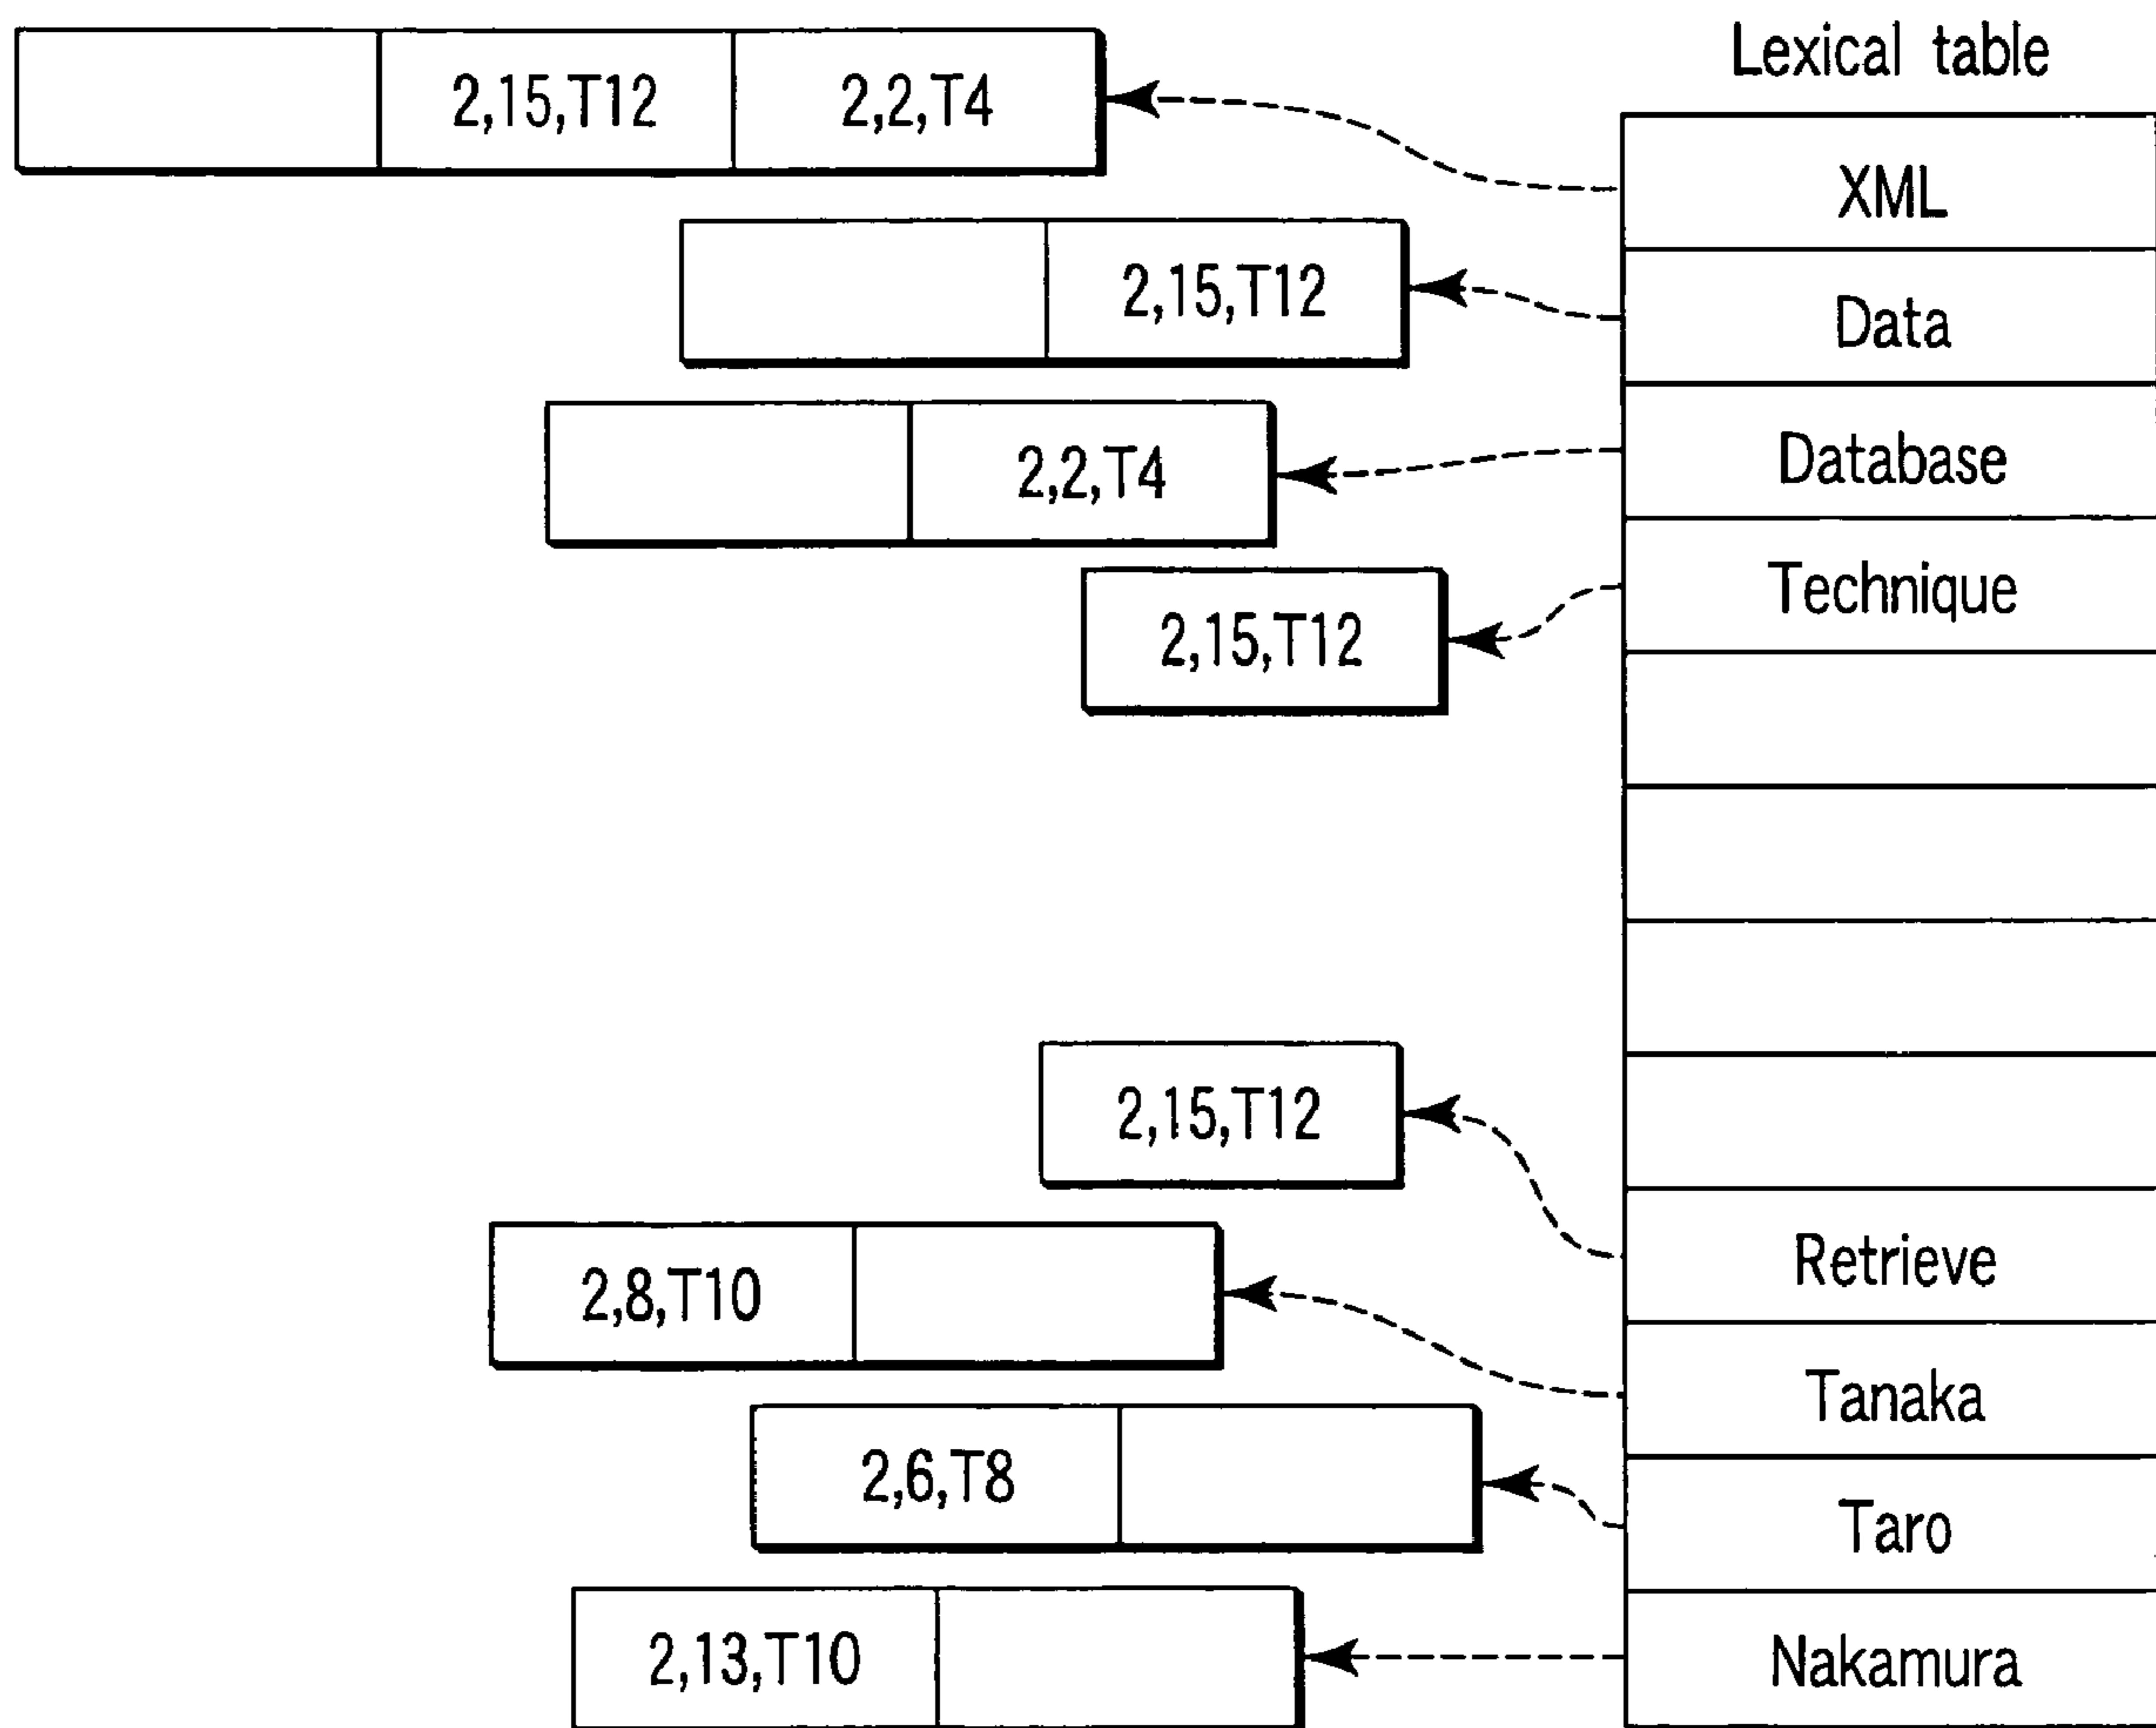 Lexical table
2,15,T12
2,2,T4
XML
2,15,T12
Data
2,2,T4
Database
2,15,T12
Technique
2,15,T12
Retrieve
2,8,T10
Tanaka
2,6,T8
Taro
2,13,T10
Nakamura